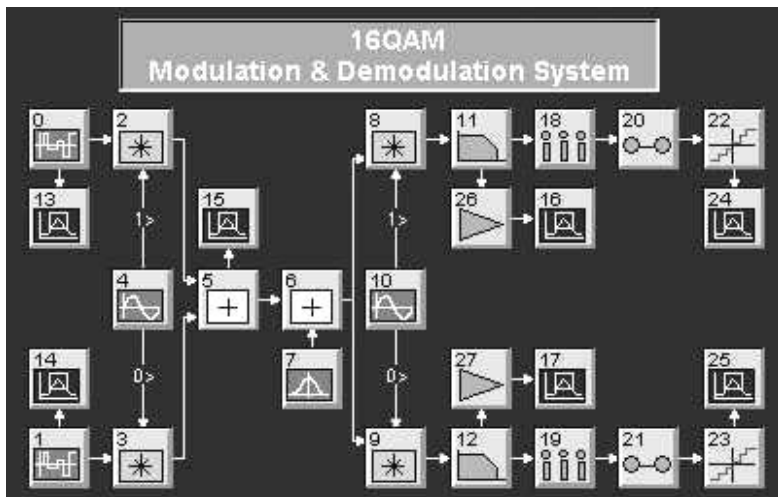 16QAM
Modulation & Demodulation System
0 2 8 11 18 20 22
13 15 26 16 24
1> 1>
4 5 6 10
14 7 27 17 25
0> 0>
1 3 9 12 19 21 23